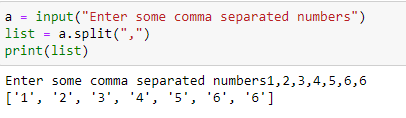 a = input("Enter some comma separated numbers")
list = a.split(",")
print(list)
Enter some comma separated numbers1,2,3,4,5,6,6
['1', '2', '3', '4', '5', '6', '6']